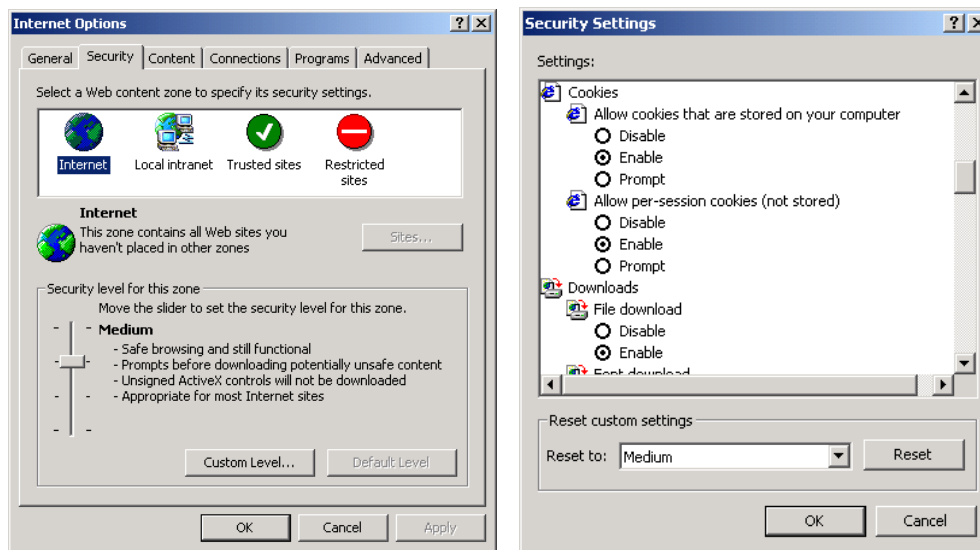 Internet Options
General Security Content Connections Programs Advanced
Select a Web content zone to specify its security settings.
Internet Local intranet Trusted sites Restricted sites
Internet
This zone contains all Web sites you
haven't placed in other zones
Sites...
Security level for this zone
Move the slider to set the security level for this zone.
Medium
- Safe browsing and still functional
- Prompts before downloading potentially unsafe content
- Unsigned ActiveX controls will not be downloaded
- Appropriate for most Internet sites
Custom Level... Default Level
OK Cancel Apply
Security Settings
Settings:
Cookies
Allow cookies that are stored on your computer
Disable
Enable
Prompt
Allow per-session cookies (not stored)
Disable
Enable
Prompt
Downloads
File download
Disable
Enable
Font download
Reset custom settings
Reset to: Medium Reset
OK Cancel